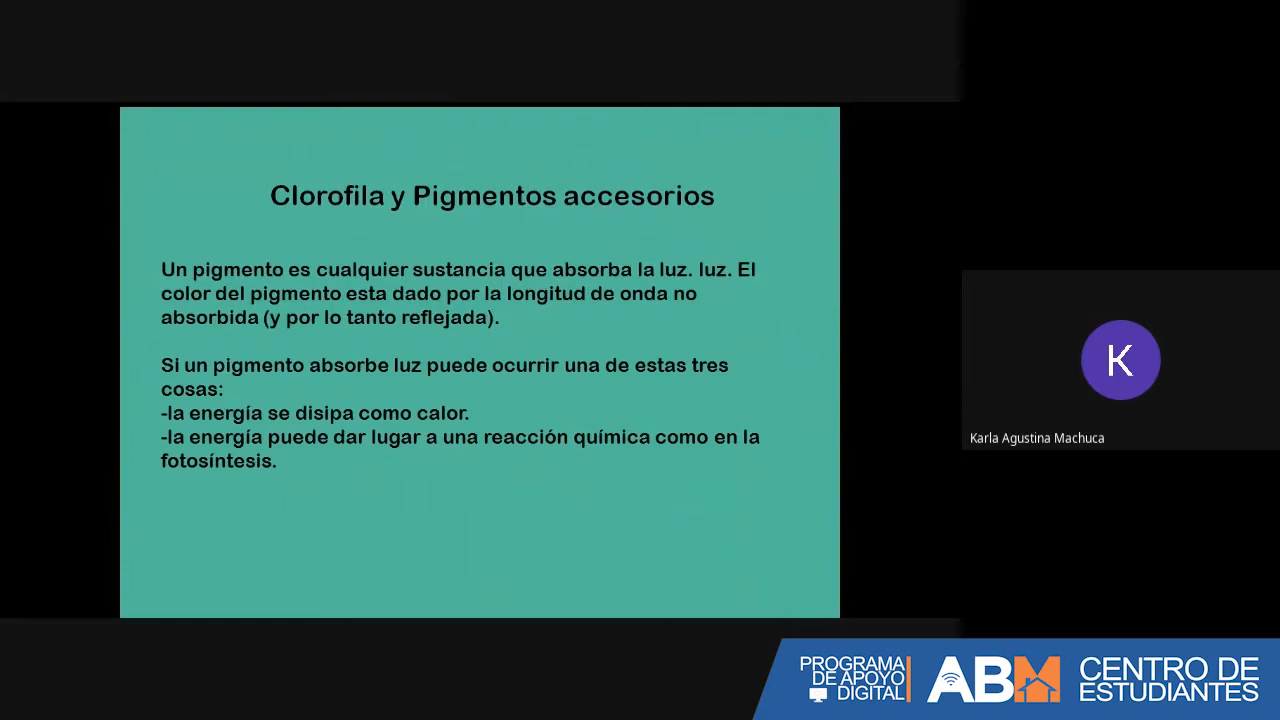 Clorofila y Pigmentos accesorios
Un pigmento es cualquier sustancia que absorba la luz. luz. El
color del pigmento esta dado por la longitud de onda no
absorbida (y por lo tanto reflejada).
Si un pigmento absorbe luz puede ocurrir una de estas tres
cosas:
-la energía se disipa como calor.
-la energía puede dar lugar a una reacción química como en la
fotosíntesis.
K
Karla Agustina Machuca
PROGRAMA
DE APOYO
DIGITAL
ABM
CENTRO DE
ESTUDIANTES